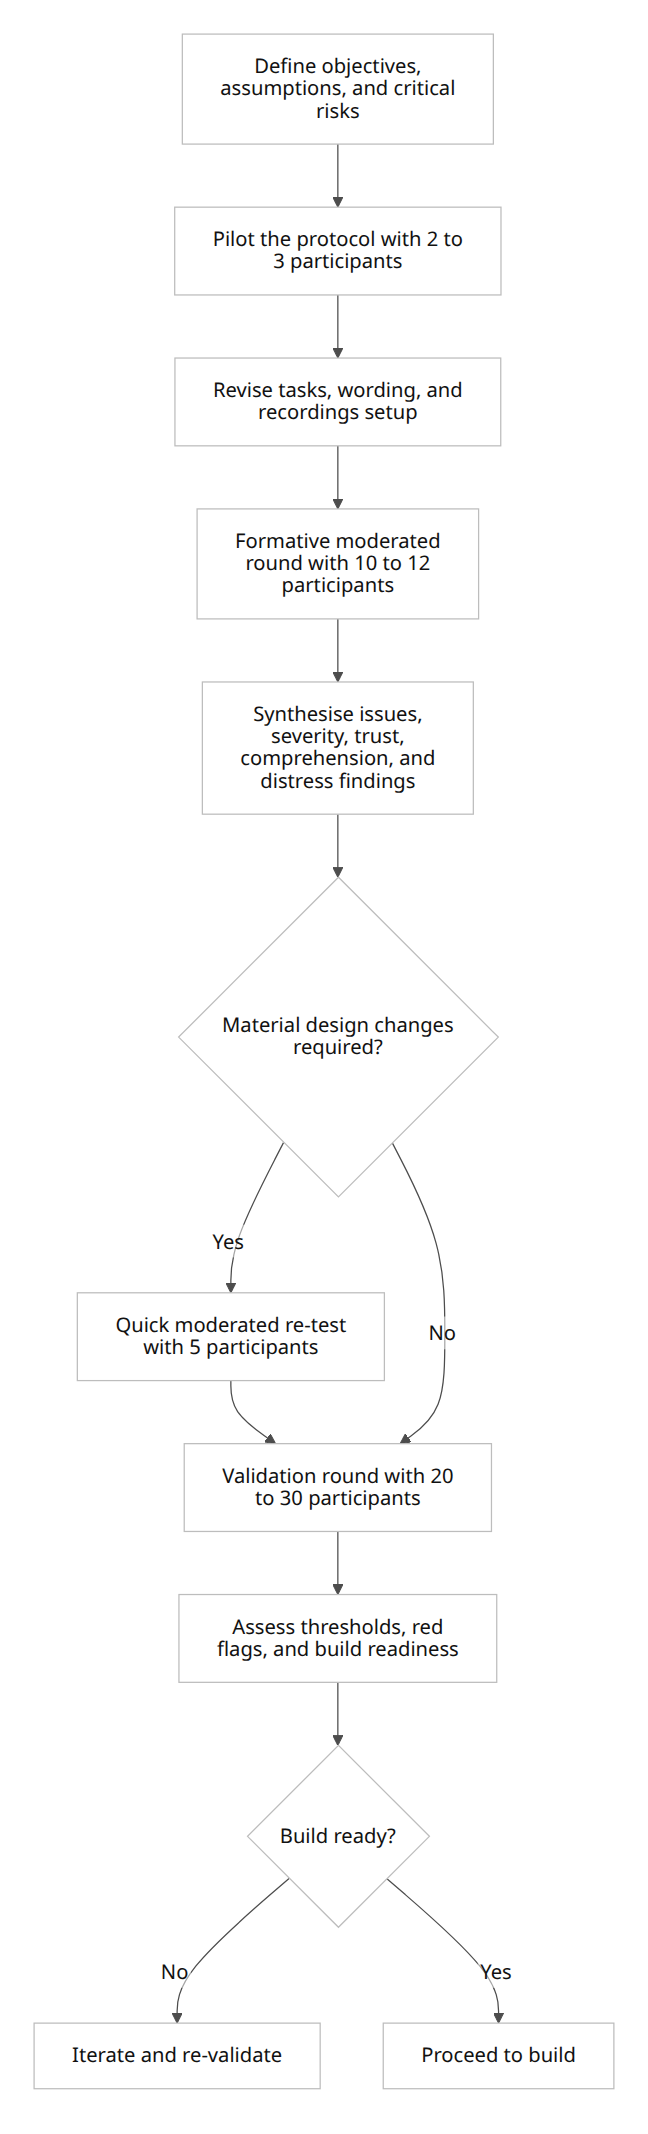 Define objectives,
assumptions, and critical
risks
Pilot the protocol with 2 to
3 participants
Revise tasks, wording, and
recordings setup
Formative moderated
round with 10 to 12
participants
Synthesise issues,
severity, trust,
comprehension, and
distress findings
Material design changes
required?
Yes
Quick moderated re-test
with 5 participants
No
Validation round with 20
to 30 participants
Assess thresholds, red
flags, and build readiness
Build ready?
No
Yes
Iterate and re-validate
Proceed to build